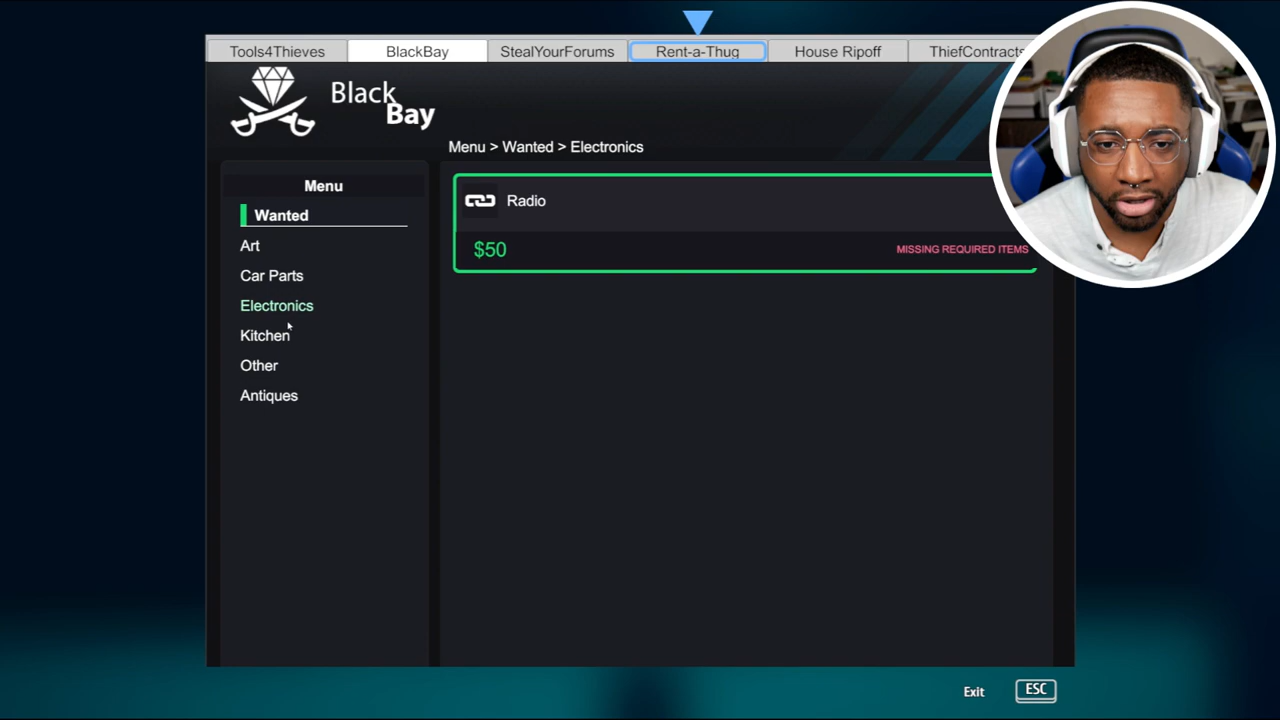 Tools4Thieves
BlackBay
StealYourForums
Rent-a-Thug
House Ripoff
ThiefContracts
Black
Bay
Menu > Wanted > Electronics
Menu
Wanted
Art
Car Parts
Electronics
Kitchen
Other
Antiques
Radio
$50
MISSING REQUIRED ITEMS
Exit
ESC